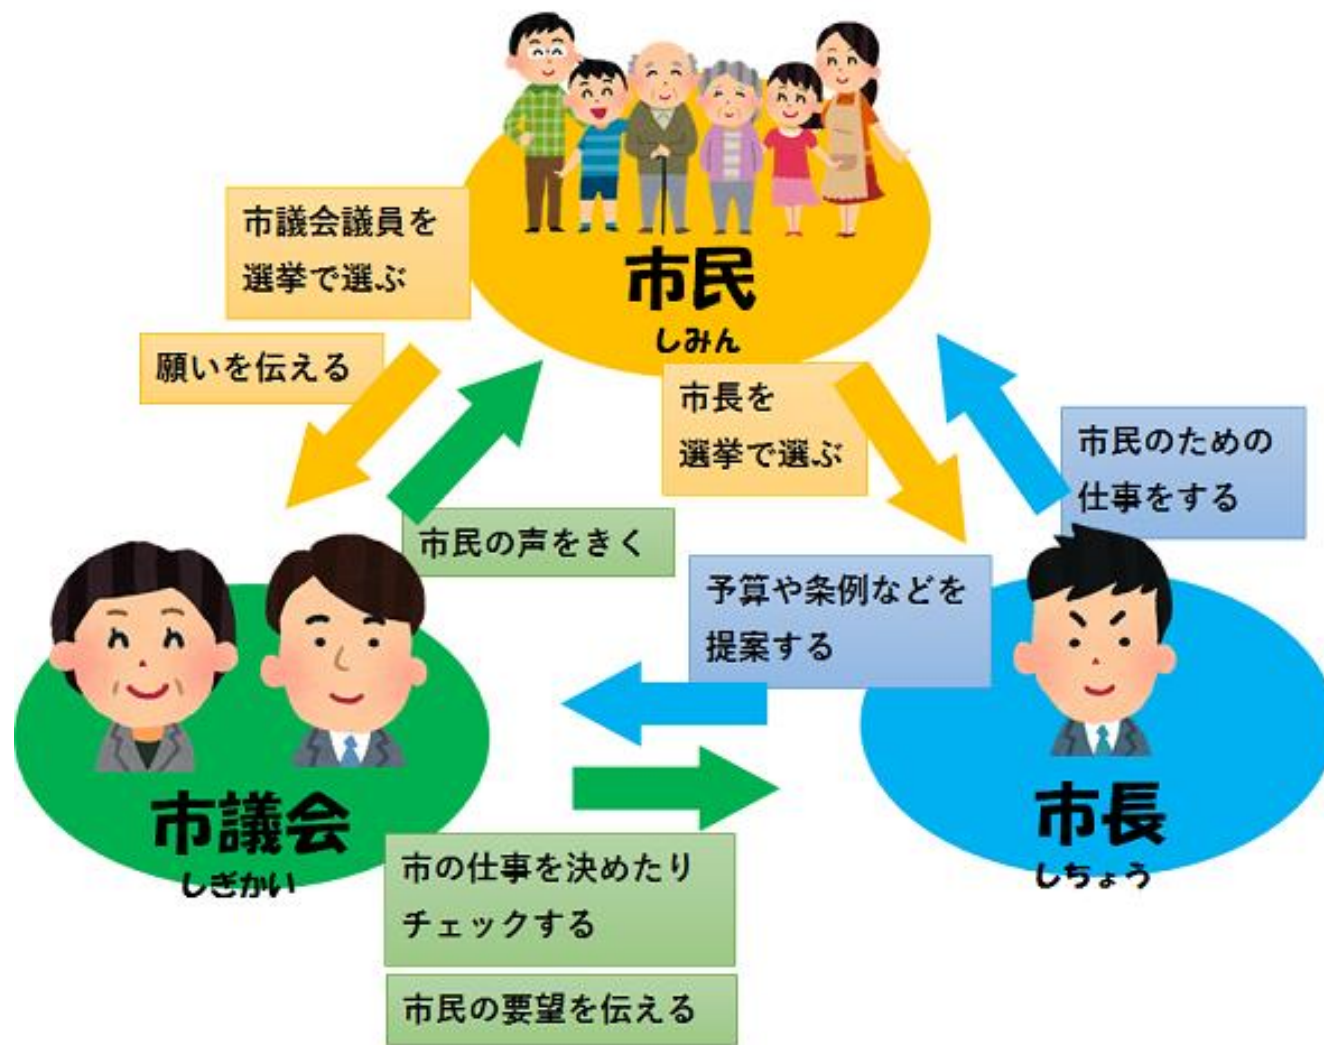 市議会議員を
選挙で選ぶ
市民
しみん
願いを伝える
市長を
選挙で選ぶ
市民のための
仕事をする
市民の声をきく
予算や条例などを
提案する
市議会
しぎかい
市長
しちょう
市の仕事を決めたり
チェックする
市民の要望を伝える